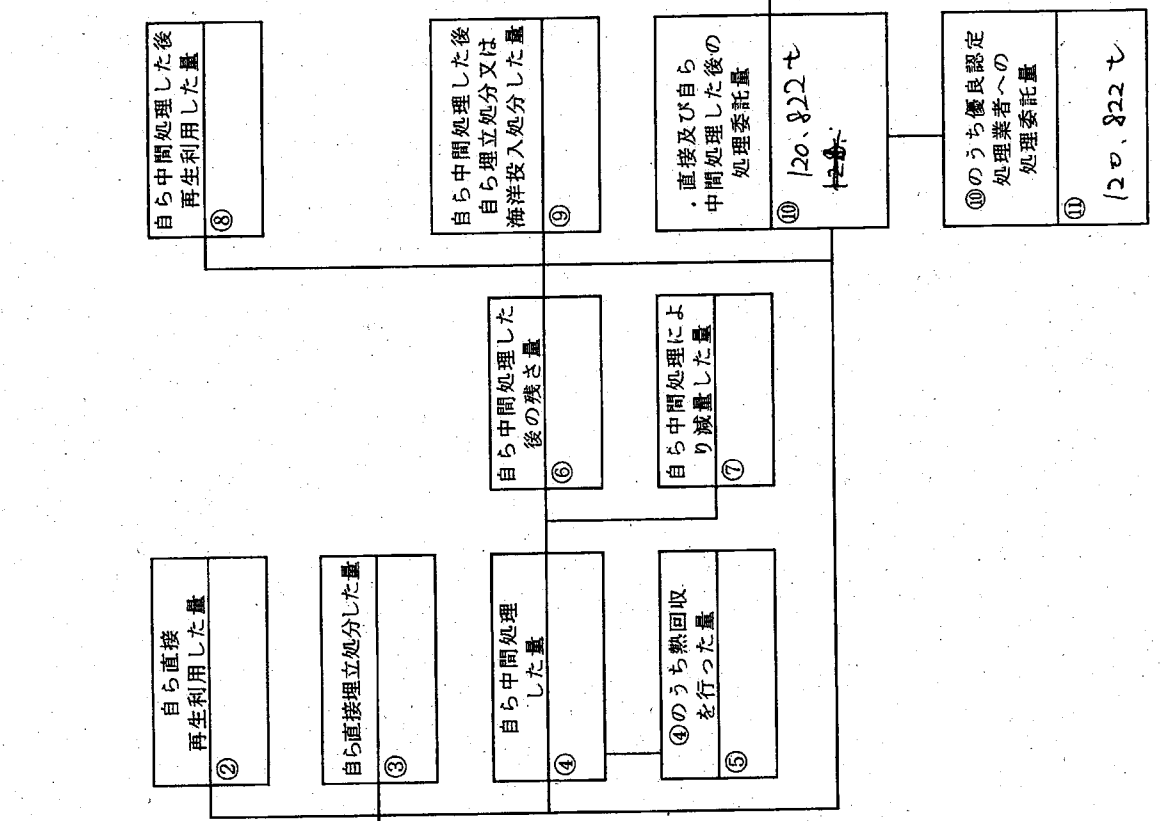 自ら直接
再生利用した量
②
自ら直接埋立処分した量
③
自ら中間処理
した量
④
④のうち熱回収
を行った量
⑤
自ら中間処理した
後の残さ量
⑥
自ら中間処理によ
り減量した量
⑦
自ら中間処理した後
再生利用した量
⑧
自ら中間処理した後
自ら埋立処分又は
海洋投入処分した量
⑨
直接及び自ら
中間処理した後の
処理委託量
⑩
120、822 t
⑩のうち優良認定
処理業者への
処理委託量
⑪
120、822 t